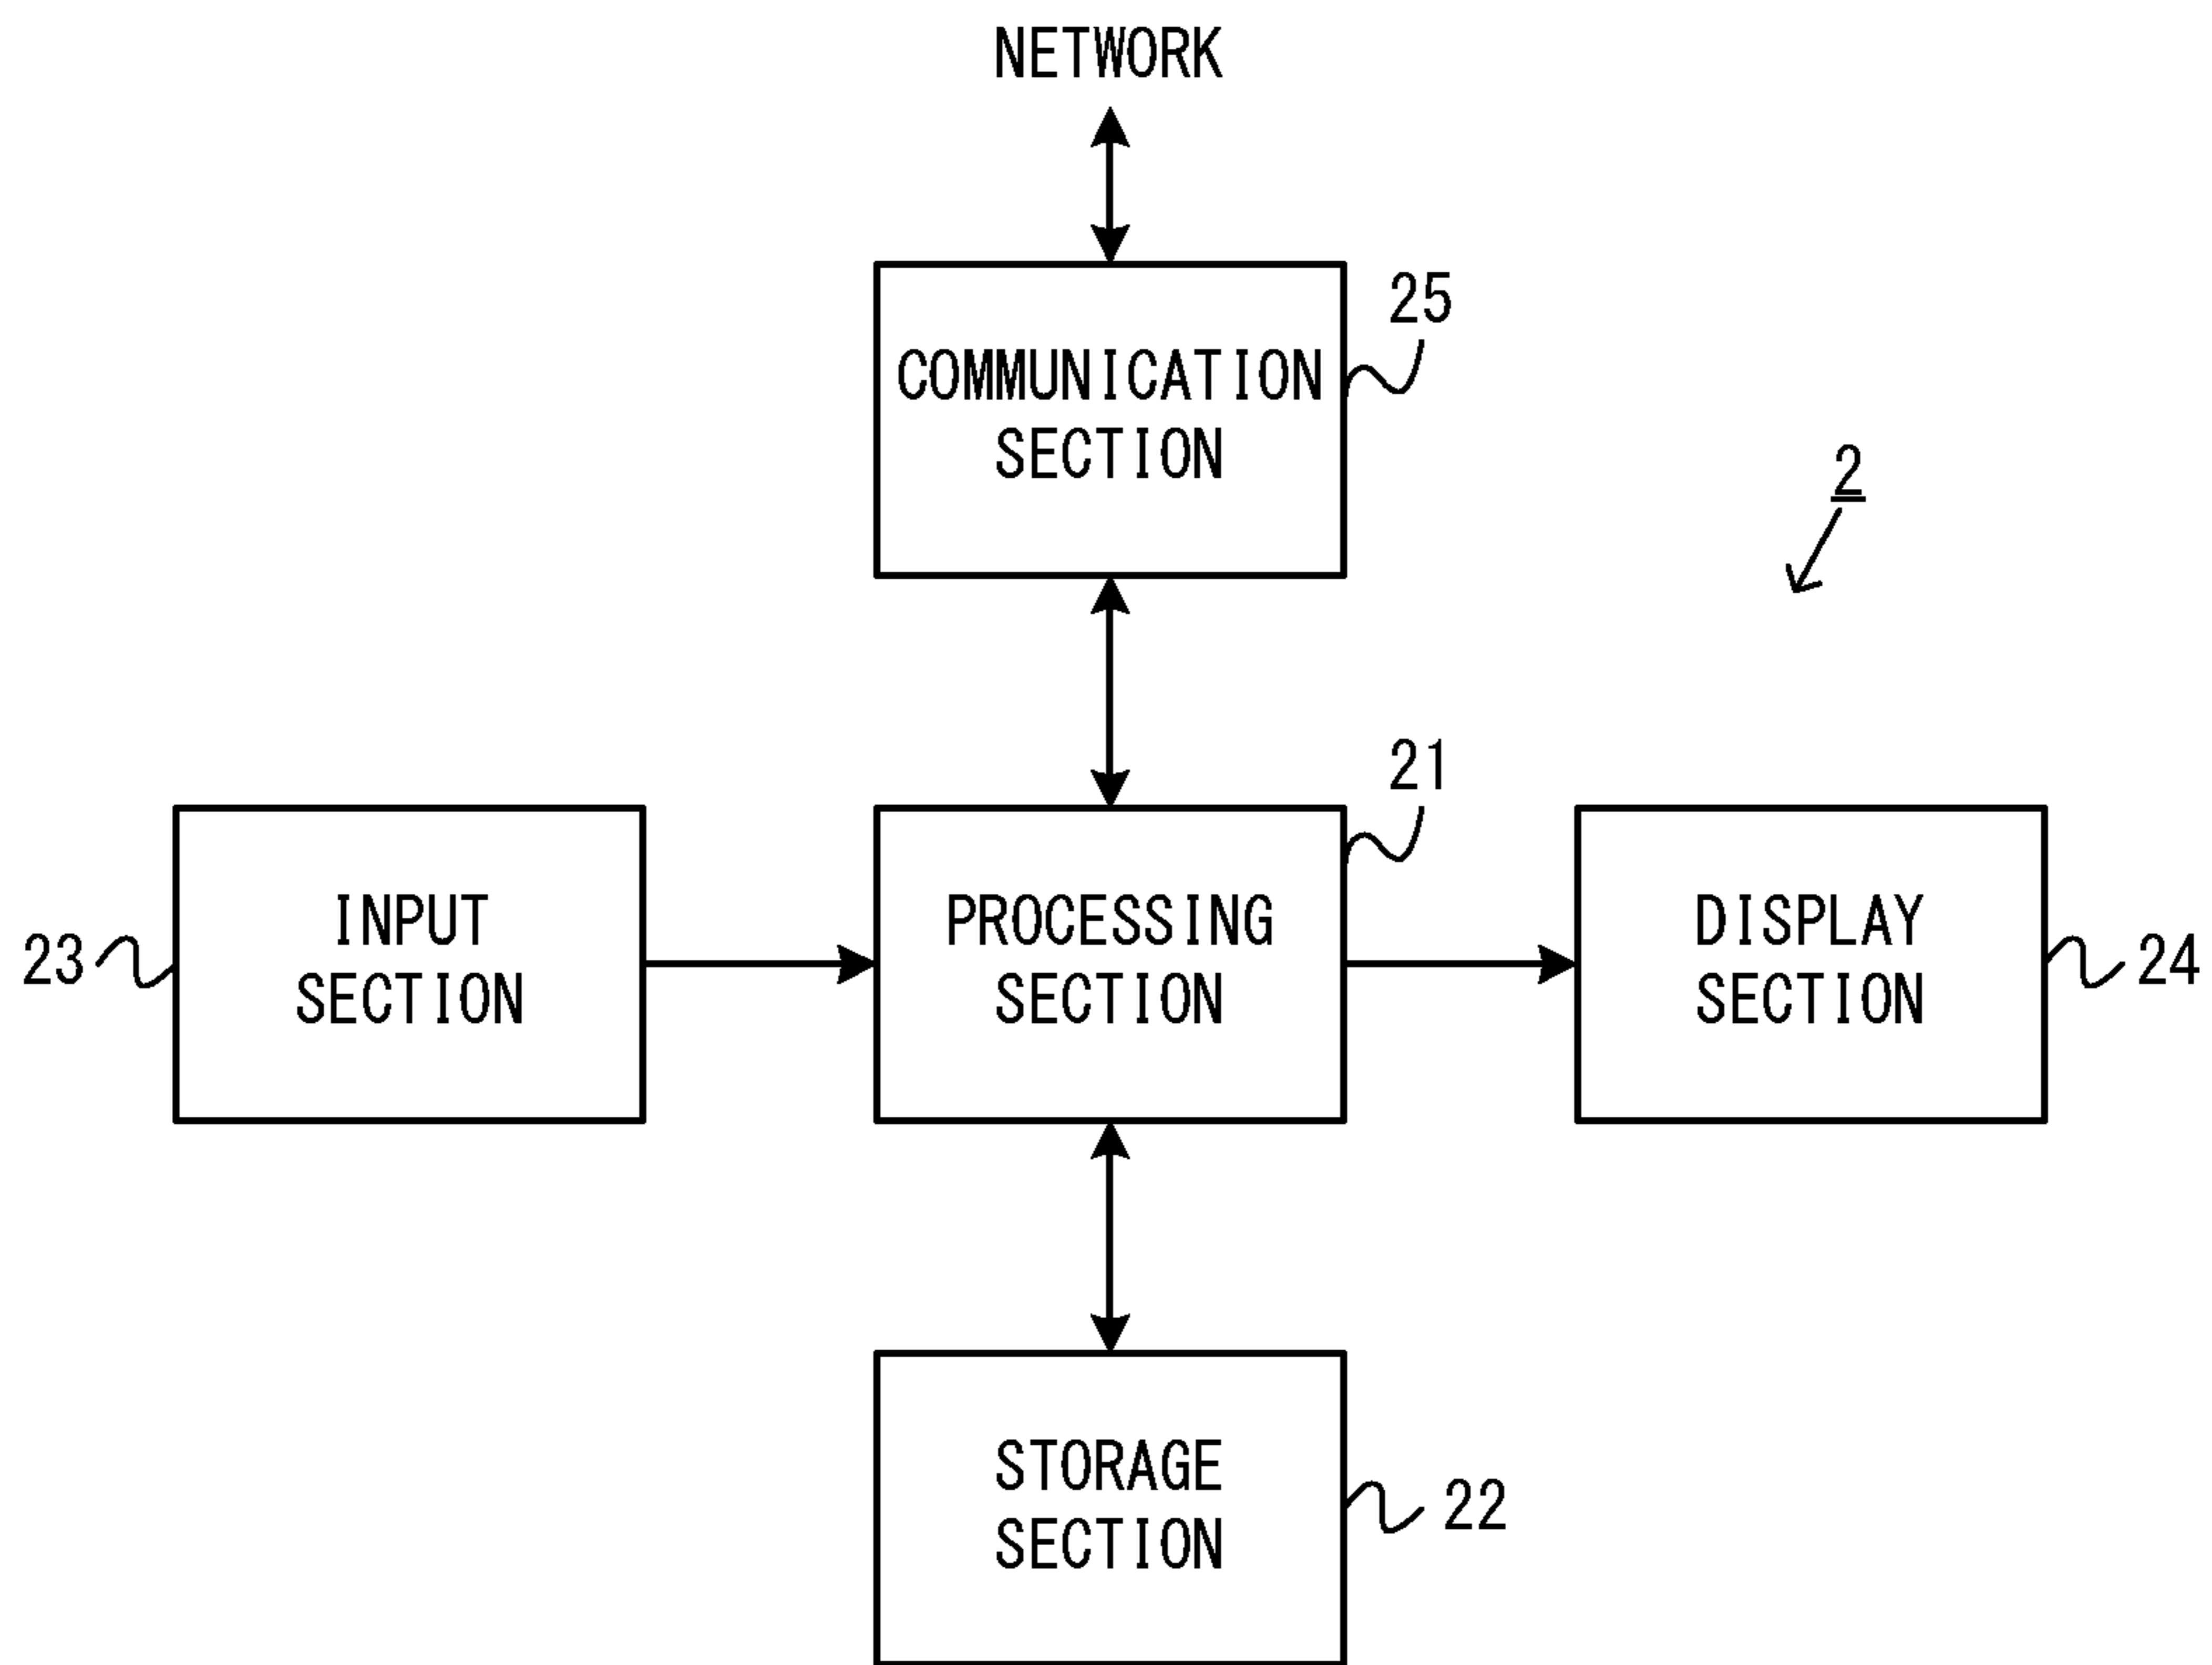 NETWORK
25
COMMUNICATION
SECTION
2
21
INPUT
SECTION
23
PROCESSING
SECTION
DISPLAY
SECTION
24
STORAGE
SECTION
22